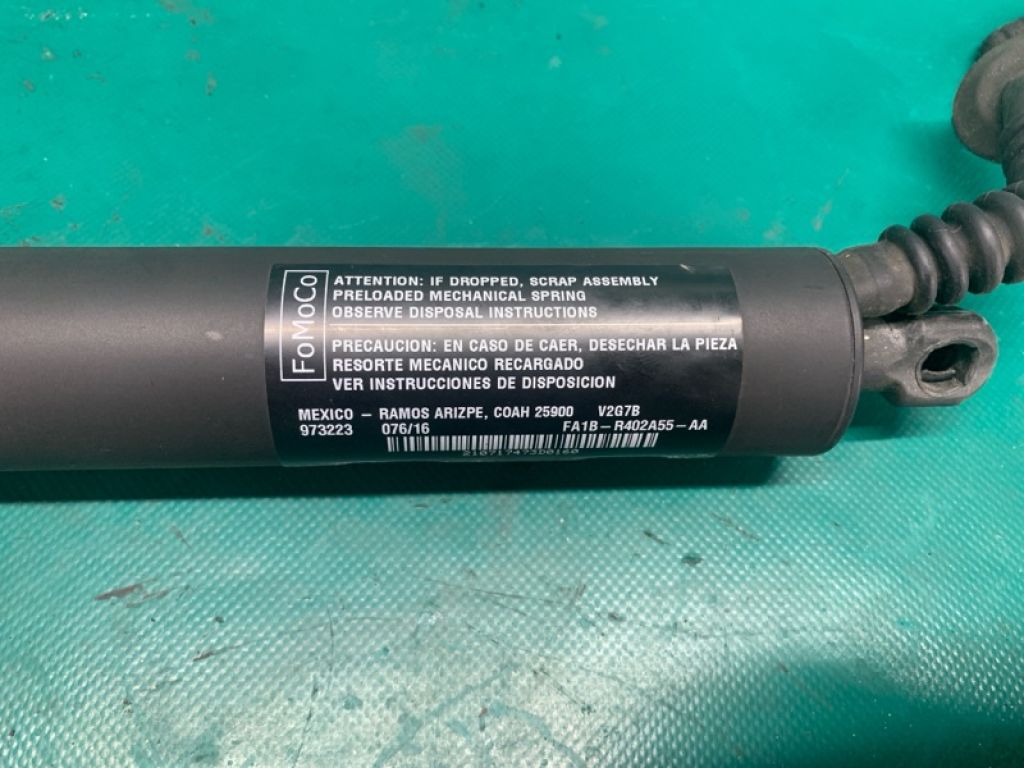 FoMoCo
ATTENTION: IF DROPPED, SCRAP ASSEMBLY
PRELOADED MECHANICAL SPRING
OBSERVE DISPOSAL INSTRUCTIONS
PRECAUCION: EN CASO DE CAER, DESECHAR LA PIEZA
RESORTE MECANICO RECARGADO
VER INSTRUCCIONES DE DISPOSICION
MEXICO - RAMOS ARIZPE, COAH 25900 V2G7B
973223 076/16 FA1B-R402A55-AA
210717473D0160